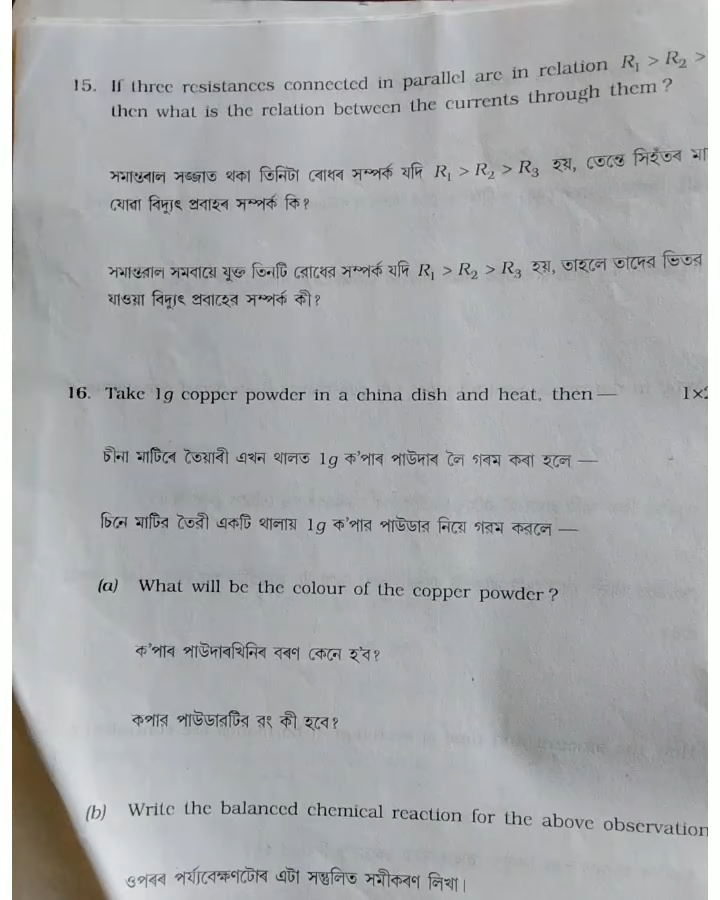 15. If three resistances connected in parallel are in relation R₁ > R₂ >
then what is the relation between the currents through them ?
সমান্তৰাল সজ্জাত থকা তিনিটা ৰোধৰ সম্পৰ্ক যদি R₁ > R₂ > R₃ হয়, তেন্তে সিহঁতৰ মা
যোৱা বিদ্যুৎ প্ৰবাহৰ সম্পৰ্ক কি?
সমান্তরাল সমবায়ে যুক্ত তিনটি রোধের সম্পর্ক যদি R₁ > R₂ > R₃ হয়, তাহলে তাদের ভিতর
যাওয়া বিদ্যুৎ প্রবাহের সম্পর্ক কী?
16. Take 1g copper powder in a china dish and heat, then — 1×2
চীনা মাটিৰে তৈয়াৰী এখন থালত 1g ক'পাৰ পাউদাৰ লৈ গৰম কৰা হ'লে —
চিনে মাটির তৈরী একটি থালায় 1g ক'পার পাউডার নিয়ে গরম করলে —
(a) What will be the colour of the copper powder ?
ক'পাৰ পাউদাৰখিনিৰ বৰণ কেনে হ'ব?
কপার পাউডারটির রং কী হবে?
(b) Write the balanced chemical reaction for the above observation
ওপৰৰ পৰ্য্যবেক্ষণটোৰ এটা সন্তুলিত সমীকৰণ লিখা।